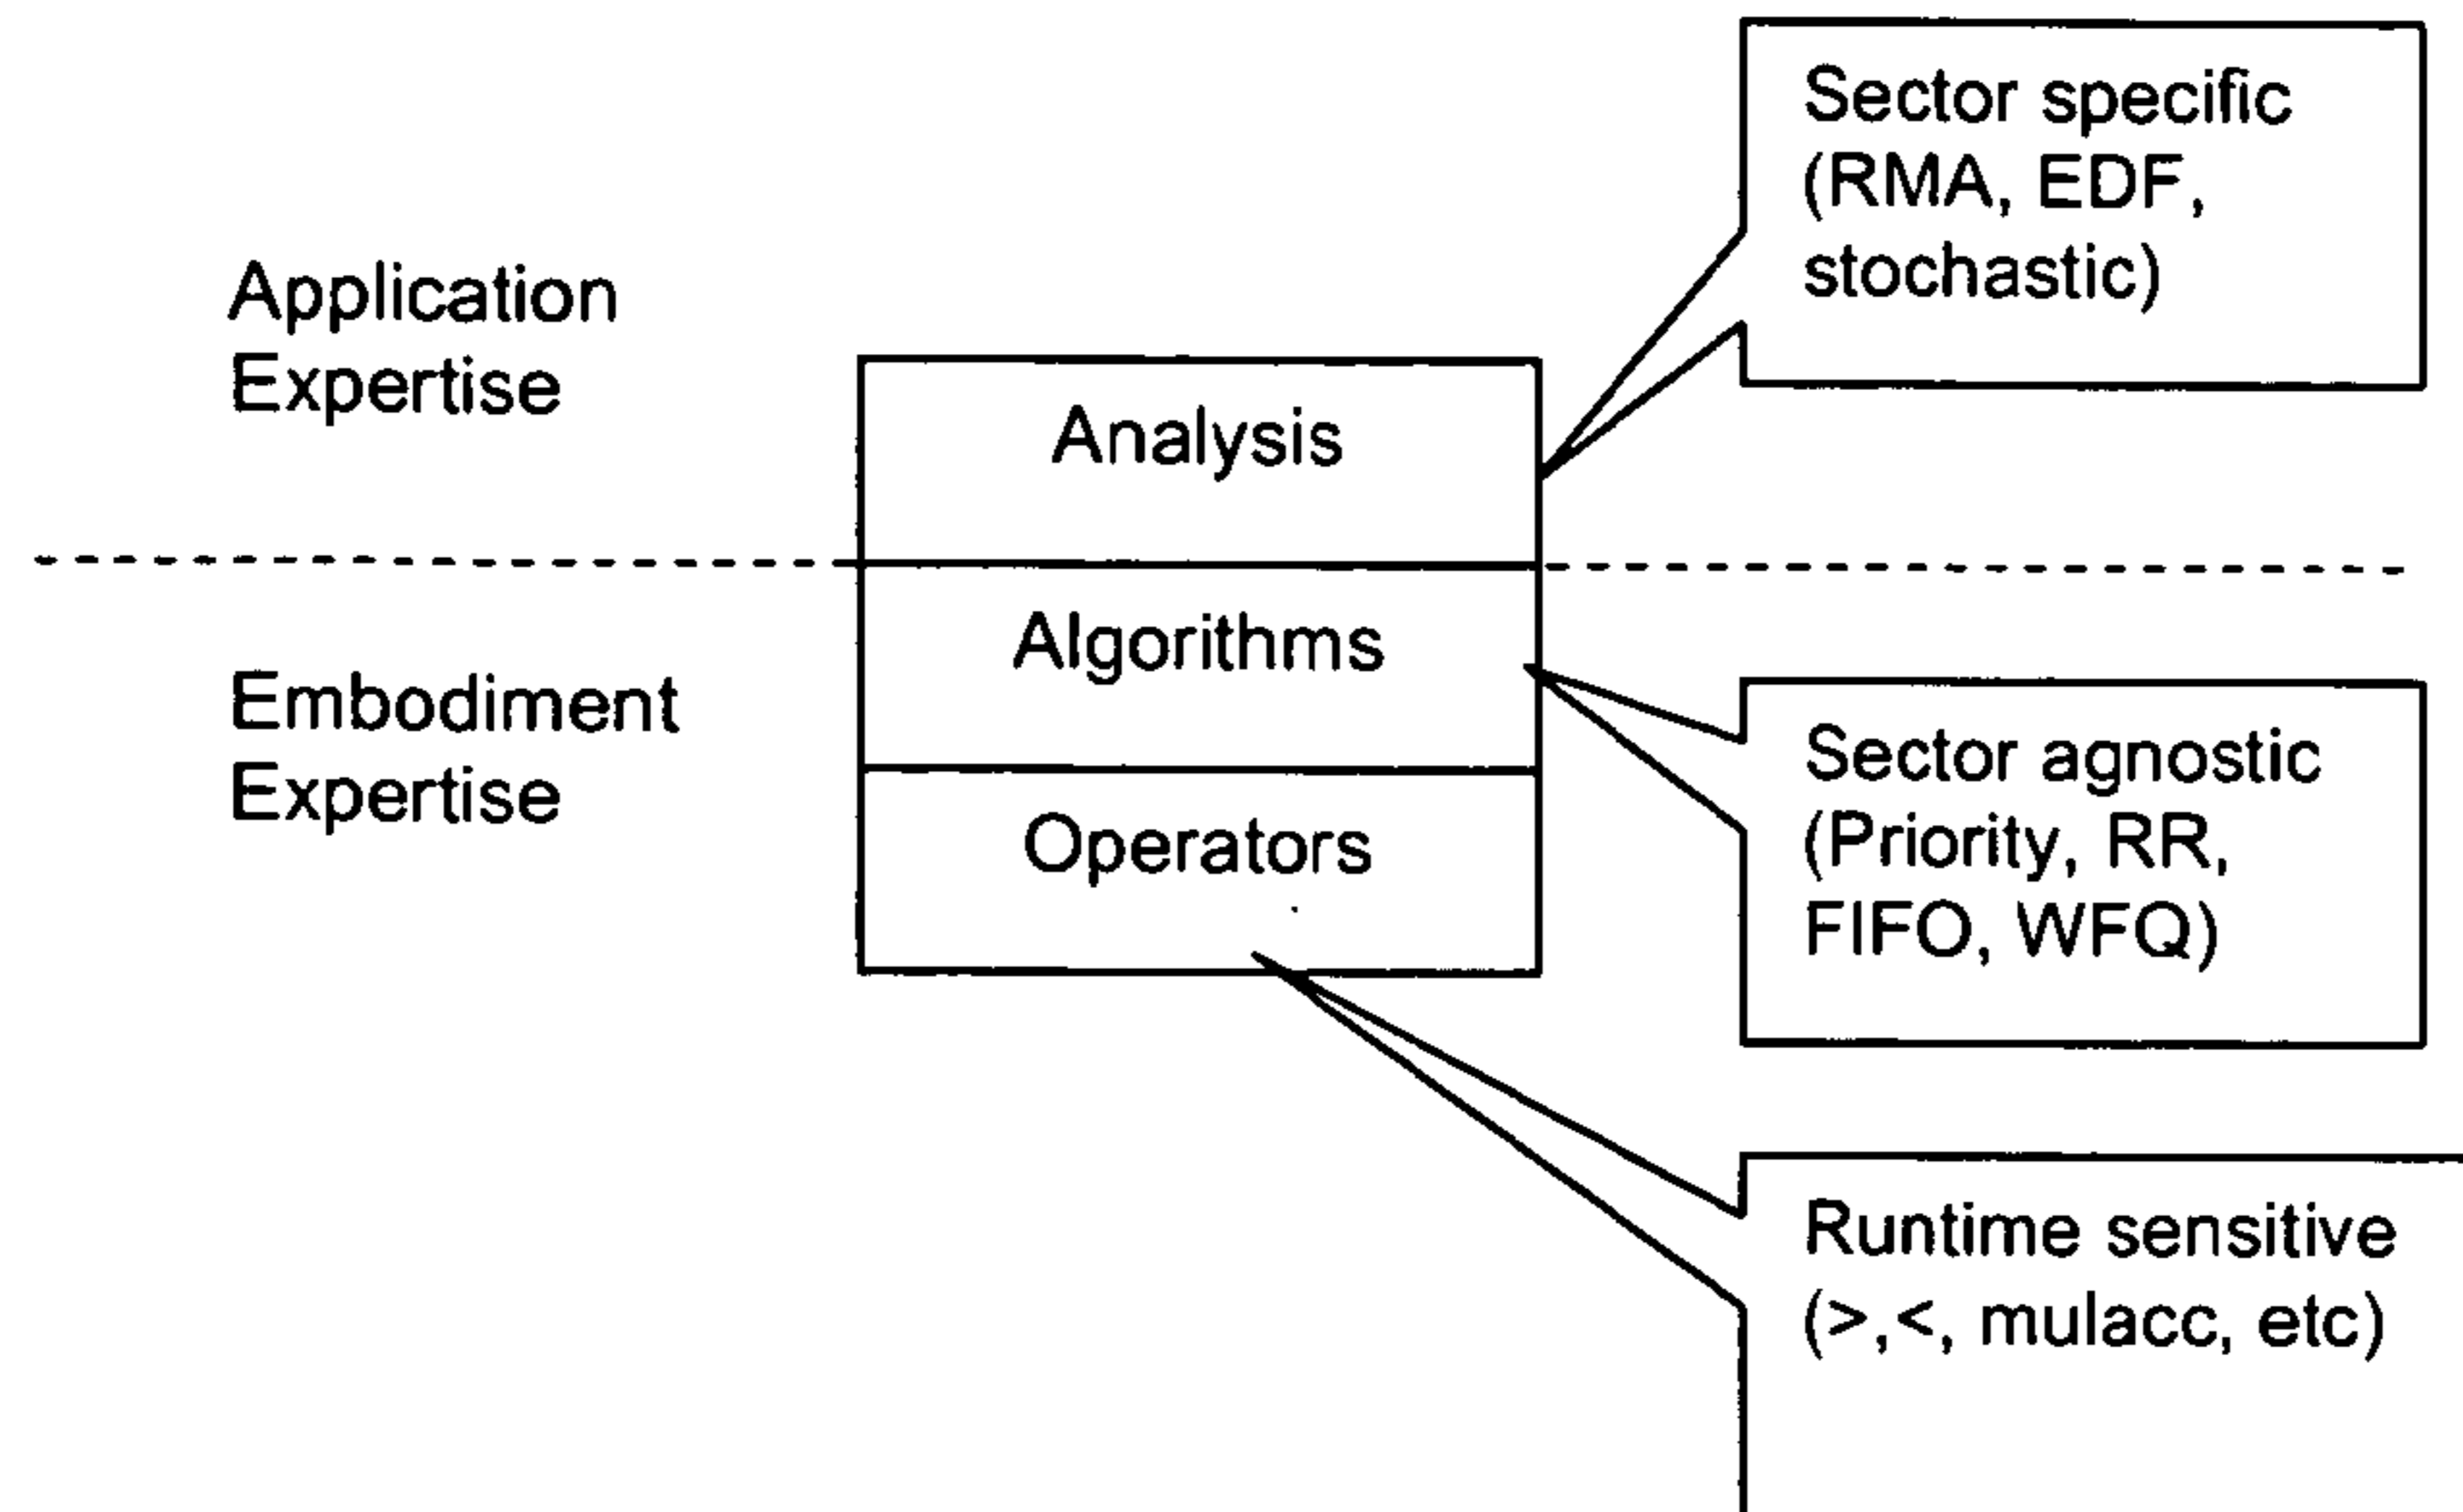 Application
Expertise
Embodiment
Expertise
Analysis
Algorithms
Operators
Sector specific
(RMA, EDF,
stochastic)
Sector agnostic
(Priority, RR,
FIFO, WFQ)
Runtime sensitive
(>,<, mulacc, etc)